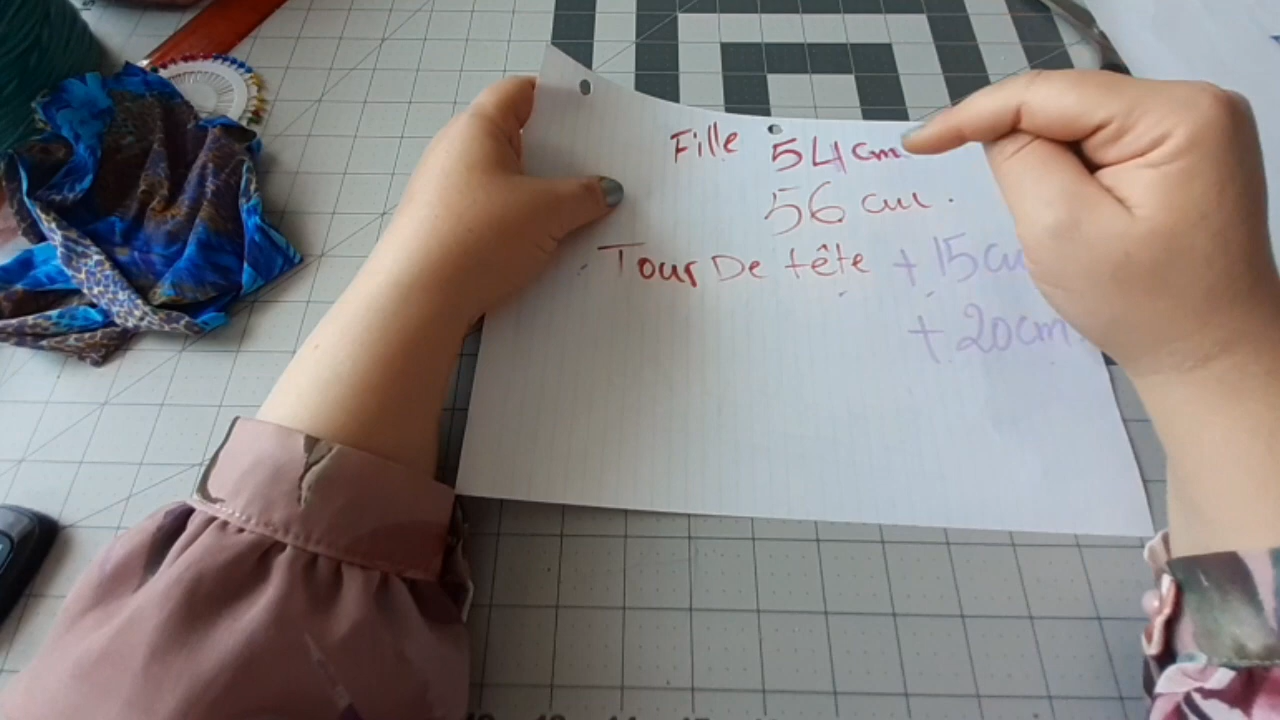 Fille 54cm
56 cm.
Tour De tête + 15cm
+ 20cm